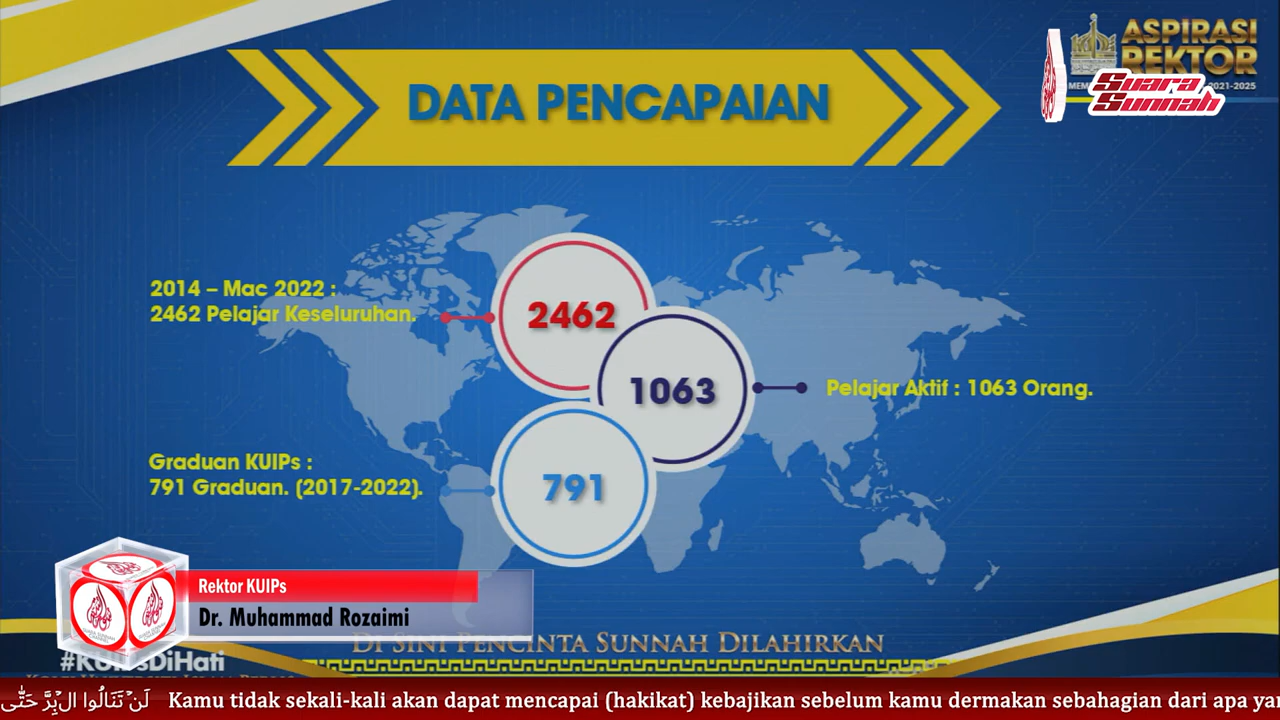 ASPIRASI
REKTOR
2021-2025
Suara
Sunnah
DATA PENCAPAIAN
2014 – Mac 2022 :
2462 Pelajar Keseluruhan.
2462
1063
Pelajar Aktif : 1063 Orang.
Graduan KUIPs :
791 Graduan. (2017-2022).
791
Rektor KUIPs
Dr. Muhammad Rozaimi
DI SINI PENCINTA SUNNAH DILAHIRKAN
لَنْ تَنَالُوا الْبِرَّ حَتَّى
Kamu tidak sekali-kali akan dapat mencapai (hakikat) kebajikan sebelum kamu dermakan sebahagian dari apa ya